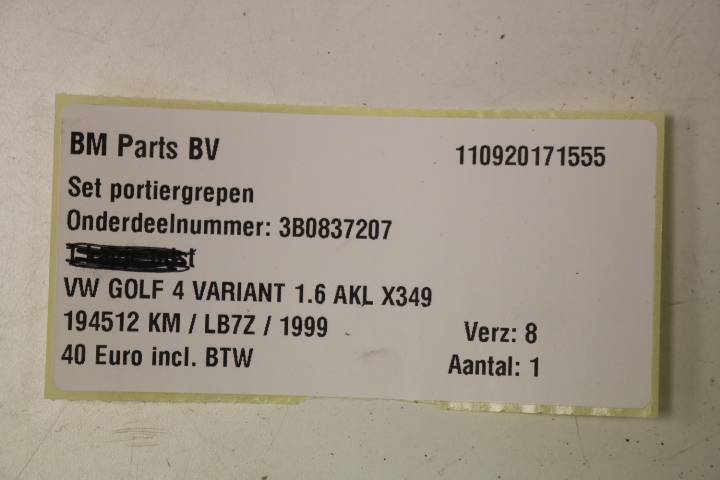 BM Parts BV 110920171555
Set portiergrepen
Onderdeelnummer: 3B0837207
VW GOLF 4 VARIANT 1.6 AKL X349
194512 KM / LB7Z / 1999 Verz: 8
40 Euro incl. BTW Aantal: 1